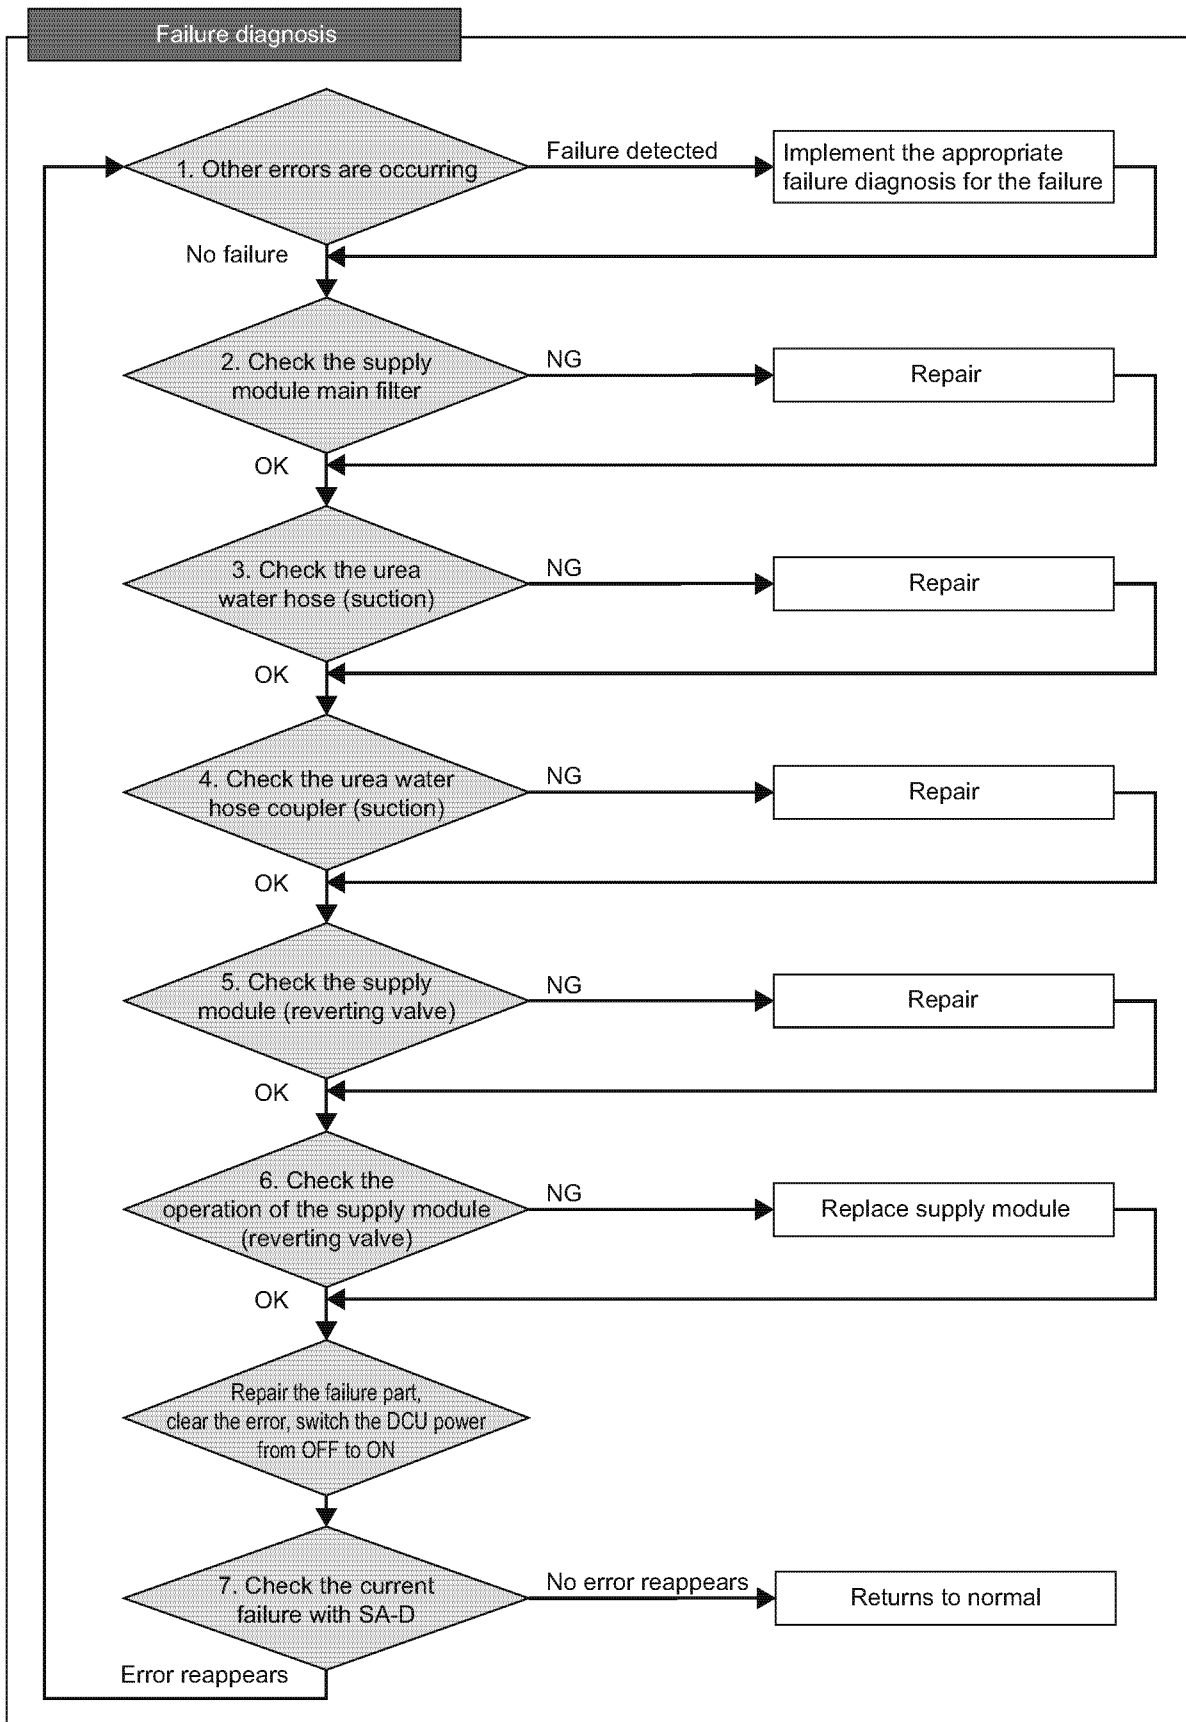 Failure diagnosis
1. Other errors are occurring
Failure detected
Implement the appropriate
failure diagnosis for the failure
No failure
2. Check the supply
module main filter
NG
Repair
OK
3. Check the urea
water hose (suction)
NG
Repair
OK
4. Check the urea water
hose coupler (suction)
NG
Repair
OK
5. Check the supply
module (reverting valve)
NG
Repair
OK
6. Check the
operation of the supply module
(reverting valve)
NG
Replace supply module
OK
Repair the failure part,
clear the error, switch the DCU power
from OFF to ON
7. Check the current
failure with SA-D
No error reappears
Returns to normal
Error reappears